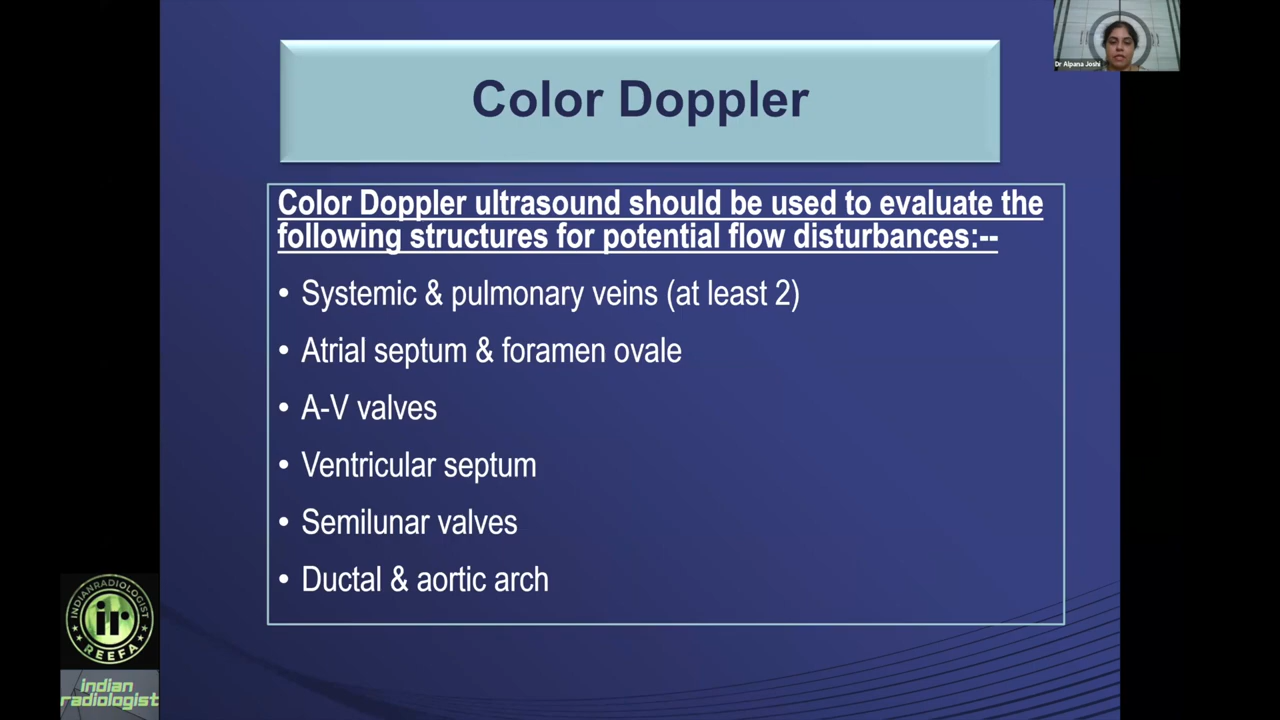 Color Doppler
Dr Alpana Joshi
Color Doppler ultrasound should be used to evaluate the
following structures for potential flow disturbances:--
• Systemic & pulmonary veins (at least 2)
• Atrial septum & foramen ovale
• A-V valves
• Ventricular septum
• Semilunar valves
• Ductal & aortic arch
INDIANRADIOLOGIST
ir
REEFA
indian
radiologist